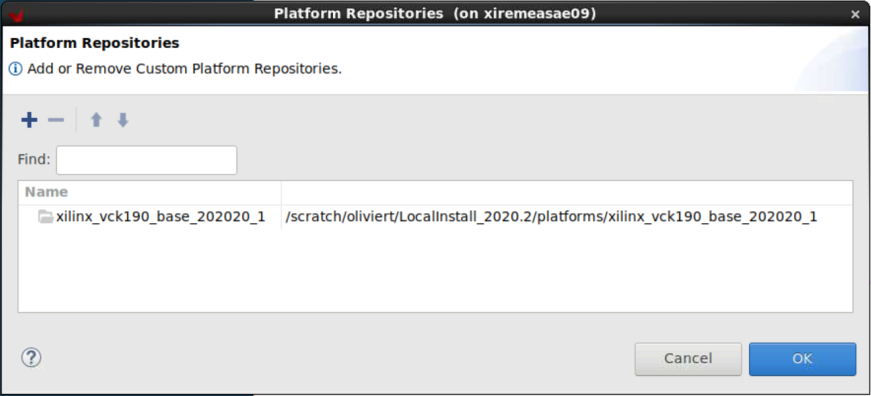 Platform Repositories (on xiremeasae09)
Platform Repositories
Add or Remove Custom Platform Repositories.
Find:
Name
xilinx_vck190_base_202020_1 /scratch/oliviert/LocalInstall_2020.2/platforms/xilinx_vck190_base_202020_1
Cancel OK